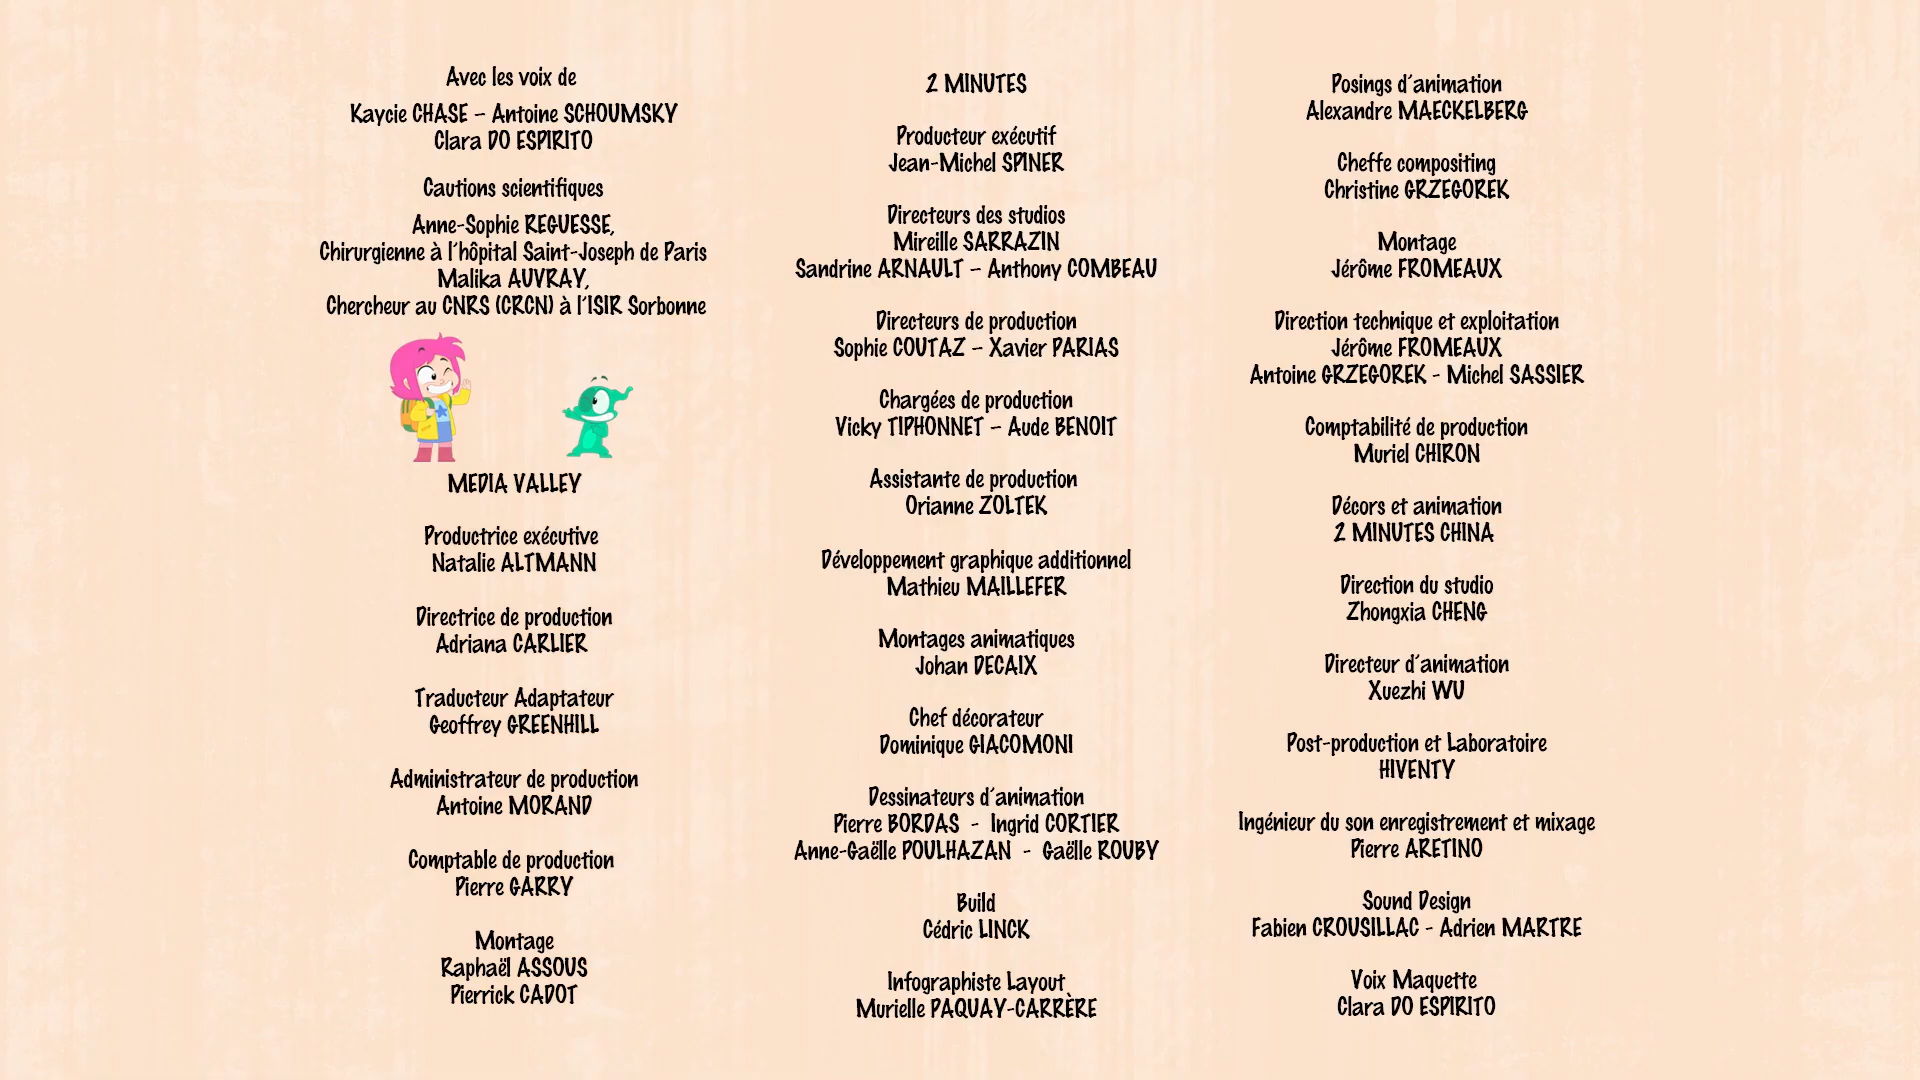 Avec les voix de
Kaycie CHASE – Antoine SCHOUMSKY
Clara DO ESPIRITO
Cautions scientifiques
Anne-Sophie REGUESSE,
Chirurgienne à l'hôpital Saint-Joseph de Paris
Malika AUVRAY,
Chercheur au CNRS (CRCN) à l'ISIR Sorbonne
MEDIA VALLEY
Productrice exécutive
Natalie ALTMANN
Directrice de production
Adriana CARLIER
Traducteur Adaptateur
Geoffrey GREENHILL
Administrateur de production
Antoine MORAND
Comptable de production
Pierre GARRY
Montage
Raphaël ASSOUS
Pierrick CADOT
2 MINUTES
Producteur exécutif
Jean-Michel SPINER
Directeurs des studios
Mireille SARRAZIN
Sandrine ARNAULT – Anthony COMBEAU
Directeurs de production
Sophie COUTAZ – Xavier PARIAS
Chargées de production
Vicky TIPHONNET – Aude BENOIT
Assistante de production
Orianne ZOLTEK
Développement graphique additionnel
Mathieu MAILLEFER
Montages animatiques
Johan DECAIX
Chef décorateur
Dominique GIACOMONI
Dessinateurs d'animation
Pierre BORDAS - Ingrid CORTIER
Anne-Gaëlle POULHAZAN - Gaëlle ROUBY
Build
Cédric LINCK
Infographiste Layout
Murielle PAQUAY-CARRÈRE
Posings d'animation
Alexandre MAECKELBERG
Cheffe compositing
Christine GRZEGOREK
Montage
Jérôme FROMEAUX
Direction technique et exploitation
Jérôme FROMEAUX
Antoine GRZEGOREK - Michel SASSIER
Comptabilité de production
Muriel CHIRON
Décors et animation
2 MINUTES CHINA
Direction du studio
Zhongxia CHENG
Directeur d'animation
Xuezhi WU
Post-production et Laboratoire
HIVENTY
Ingénieur du son enregistrement et mixage
Pierre ARETINO
Sound Design
Fabien CROUSILLAC - Adrien MARTRE
Voix Maquette
Clara DO ESPIRITO